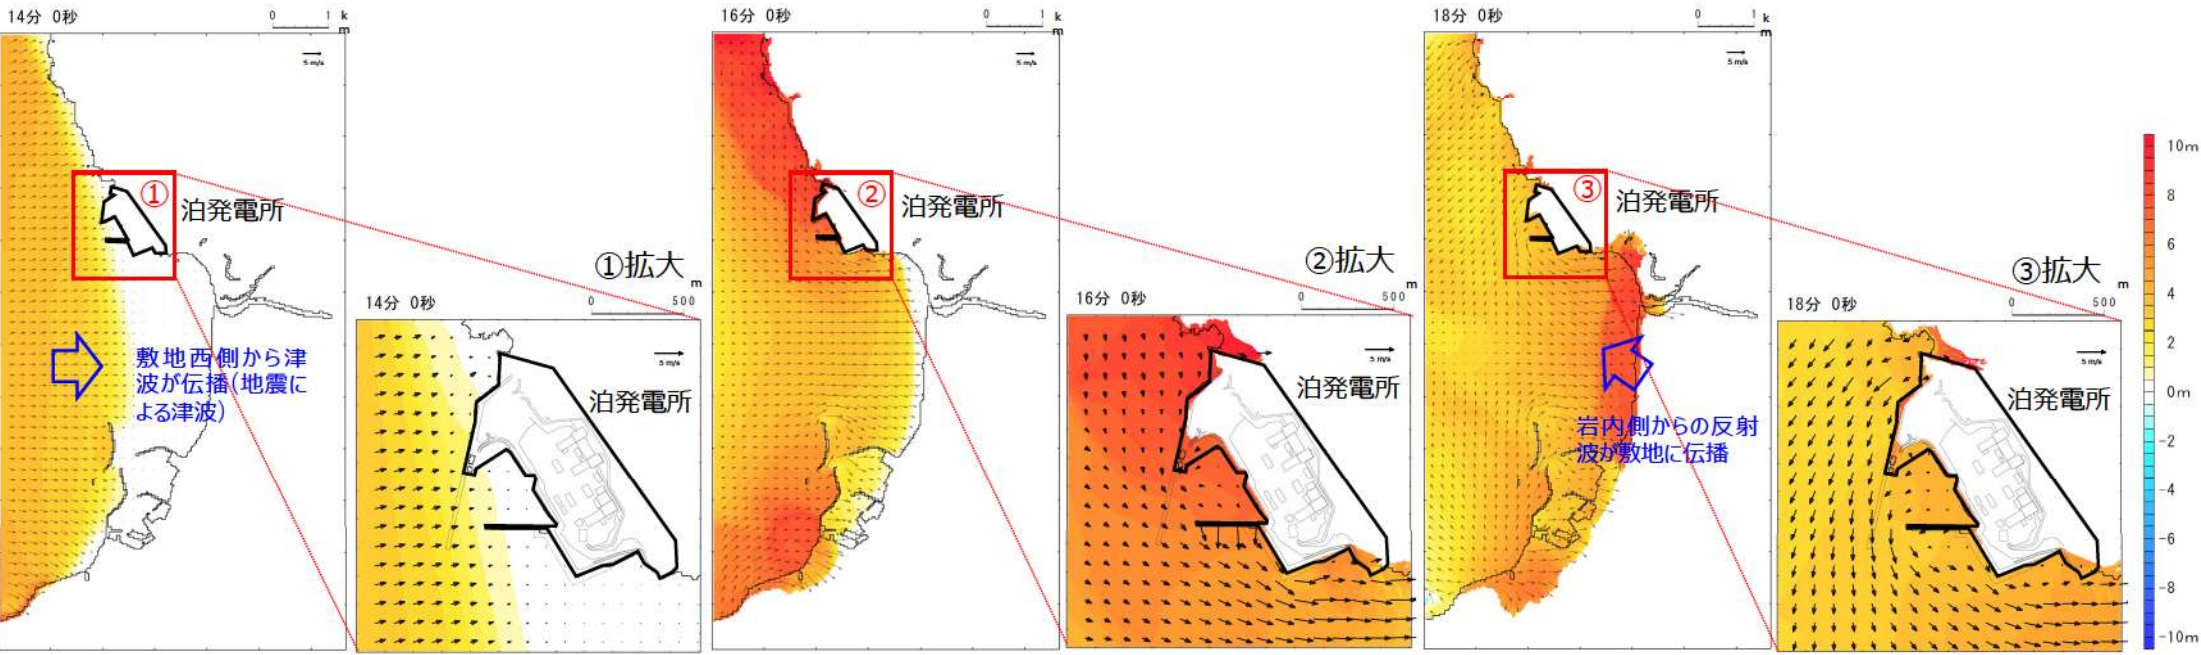 14分 0秒
0 1 k
m
5 m/s
①
泊発電所
敷地西側から津
波が伝播(地震に
よる津波)
①拡大
14分 0秒
0 500 m
5 m/s
泊発電所
16分 0秒
0 1 k
m
5 m/s
②
泊発電所
②拡大
16分 0秒
0 500 m
5 m/s
泊発電所
18分 0秒
0 1 k
m
5 m/s
③
泊発電所
岩内側からの反射
波が敷地に伝播
③拡大
18分 0秒
0 500 m
5 m/s
泊発電所
10m
8
6
4
2
0m
-2
-4
-6
-8
-10m